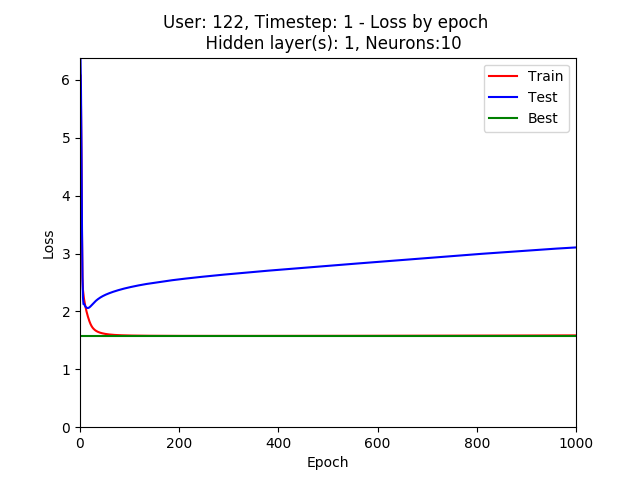 User: 122, Timestep: 1 - Loss by epoch
Hidden layer(s): 1, Neurons:10
Train
Test
Best
6
5
4
3
2
1
0
Loss
0 200 400 600 800 1000
Epoch